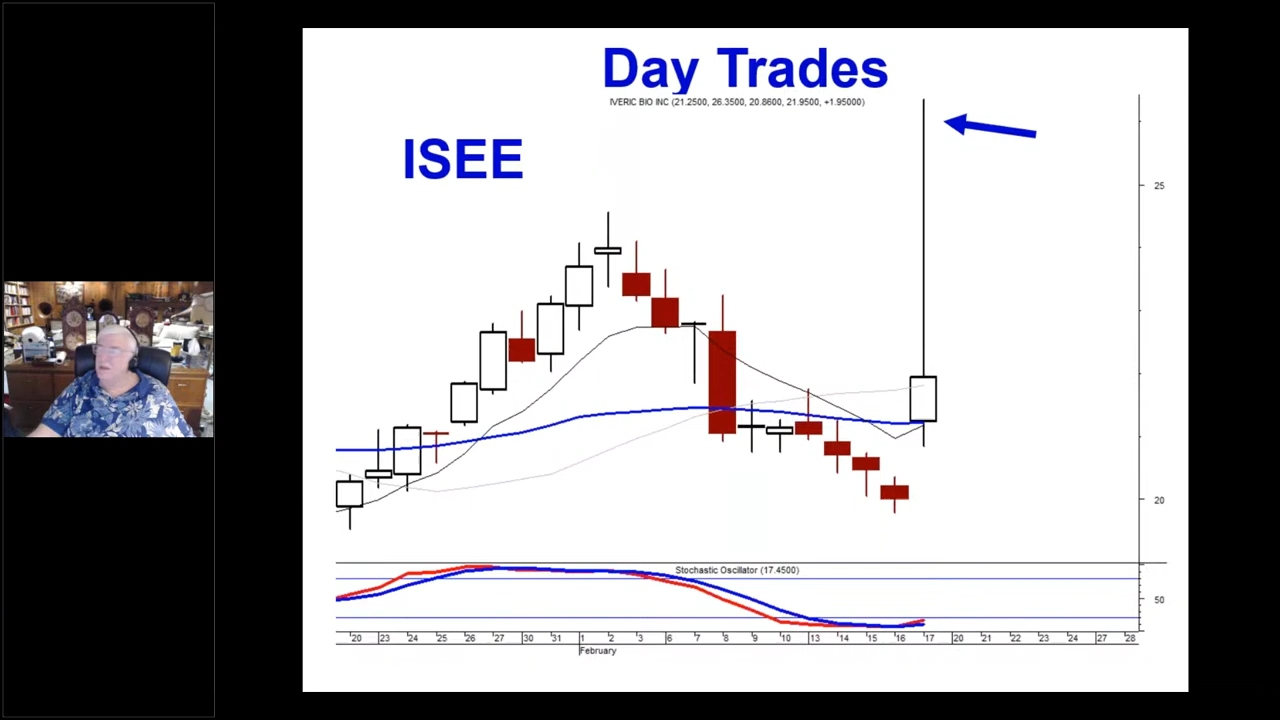 Day Trades
IVERIC BIO INC (21.2500, 26.3500, 20.8600, 21.9500, +1.95000)
ISEE
25
20
Stochastic Oscillator (17.4500)
50
20 23 24 25 26 27 30 31 1 2 3 6 7 8 9 10 13 14 15 16 17 20 21 22 23 24 27 28
February